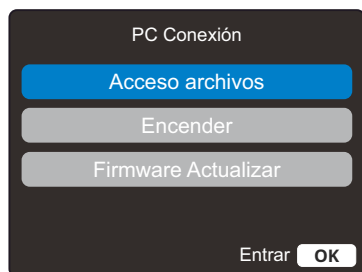 PC Conexión
Acceso archivos
Encender
Firmware Actualizar
Entrar OK